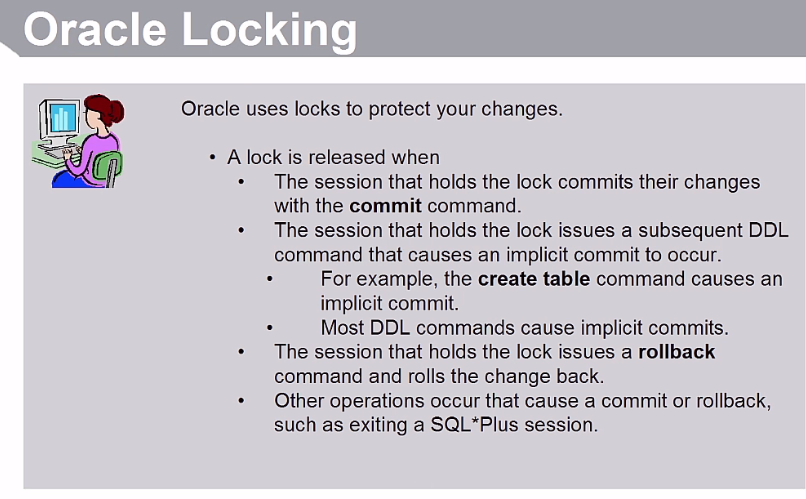 Oracle Locking
Oracle uses locks to protect your changes.
• A lock is released when
• The session that holds the lock commits their changes
with the commit command.
• The session that holds the lock issues a subsequent DDL
command that causes an implicit commit to occur.
• For example, the create table command causes an
implicit commit.
• Most DDL commands cause implicit commits.
• The session that holds the lock issues a rollback
command and rolls the change back.
• Other operations occur that cause a commit or rollback,
such as exiting a SQL*Plus session.